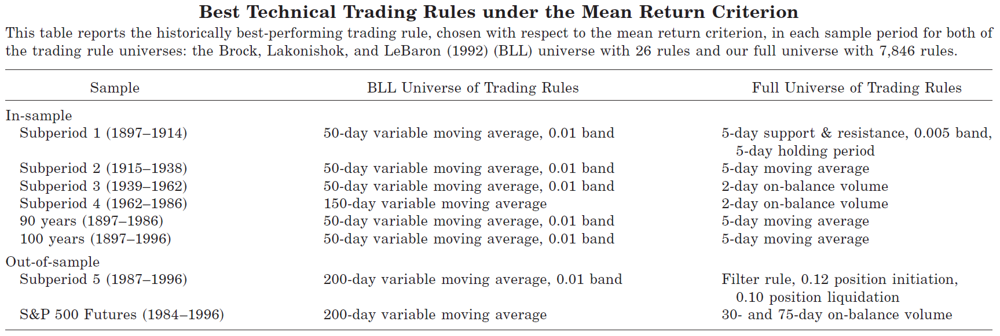 Best Technical Trading Rules under the Mean Return Criterion
This table reports the historically best-performing trading rule, chosen with respect to the mean return criterion, in each sample period for both of
the trading rule universes: the Brock, Lakonishok, and LeBaron (1992) (BLL) universe with 26 rules and our full universe with 7,846 rules.
Sample BLL Universe of Trading Rules Full Universe of Trading Rules
In-sample
Subperiod 1 (1897–1914) 50-day variable moving average, 0.01 band 5-day support & resistance, 0.005 band,
5-day holding period
Subperiod 2 (1915–1938) 50-day variable moving average, 0.01 band 5-day moving average
Subperiod 3 (1939–1962) 50-day variable moving average, 0.01 band 2-day on-balance volume
Subperiod 4 (1962–1986) 150-day variable moving average 2-day on-balance volume
90 years (1897–1986) 50-day variable moving average, 0.01 band 5-day moving average
100 years (1897–1996) 50-day variable moving average, 0.01 band 5-day moving average
Out-of-sample
Subperiod 5 (1987–1996) 200-day variable moving average, 0.01 band Filter rule, 0.12 position initiation,
0.10 position liquidation
S&P 500 Futures (1984–1996) 200-day variable moving average 30- and 75-day on-balance volume